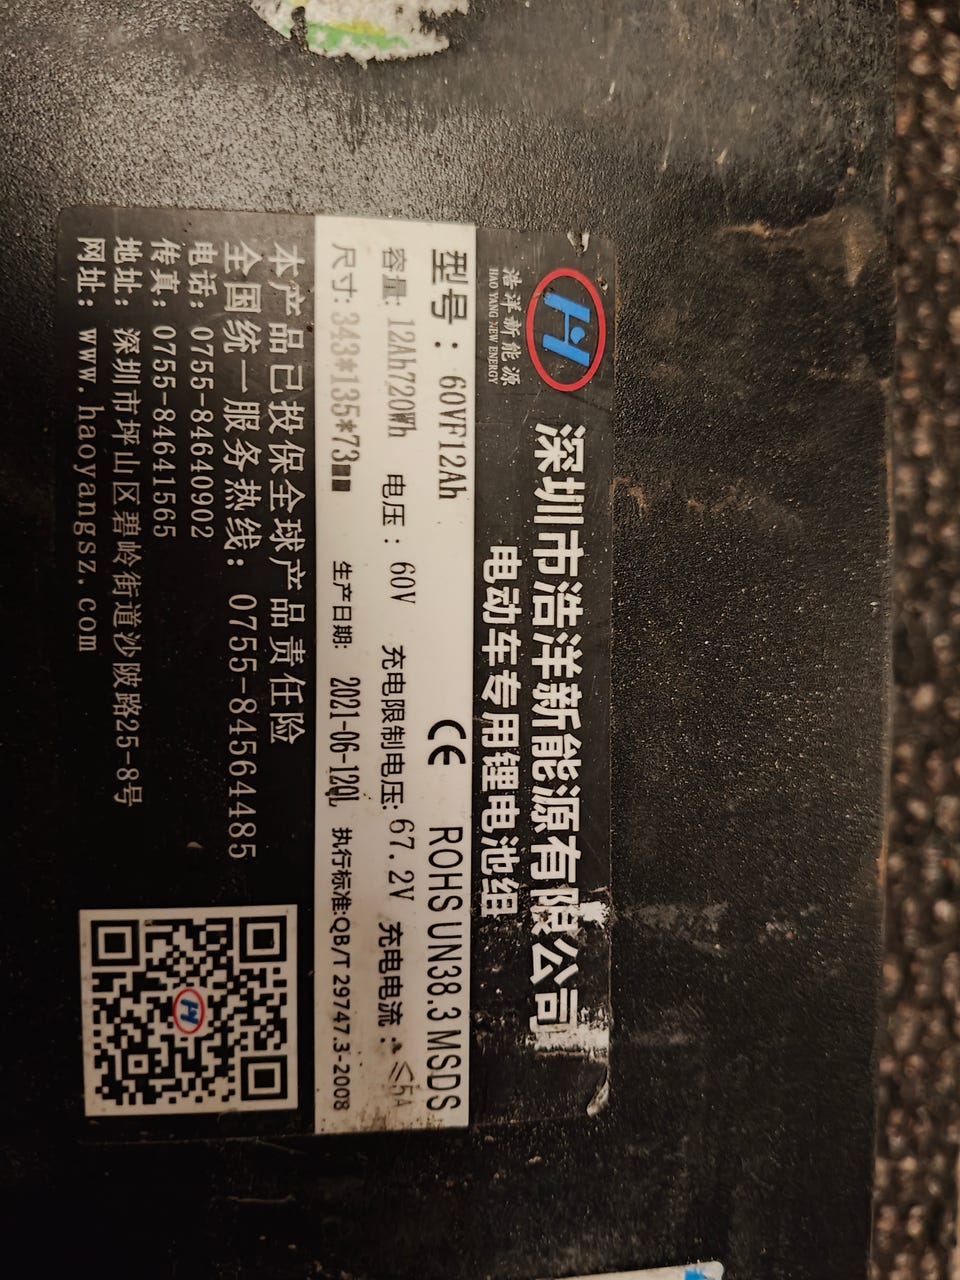 浩洋新能源
HAO YANG NEW ENERGY
深圳市浩洋新能源有限公司
电动车专用锂电池组
型号：60VF12Ah CE ROHS UN38.3 MSDS
容量：12Ah720Wh 电压：60V 充电限制电压：67.2V 充电电流：≤5A
尺寸：343*135*73mm 生产日期：2021-06-12QL 执行标准:QB/T 29747.3-2008
本产品已投保全球产品责任险
全国统一服务热线：0755-84564485
电话：0755-84640902
传真：0755-84641565
地址：深圳市坪山区碧岭街道沙陂路25-8号
网址：www.haoyangsz.com